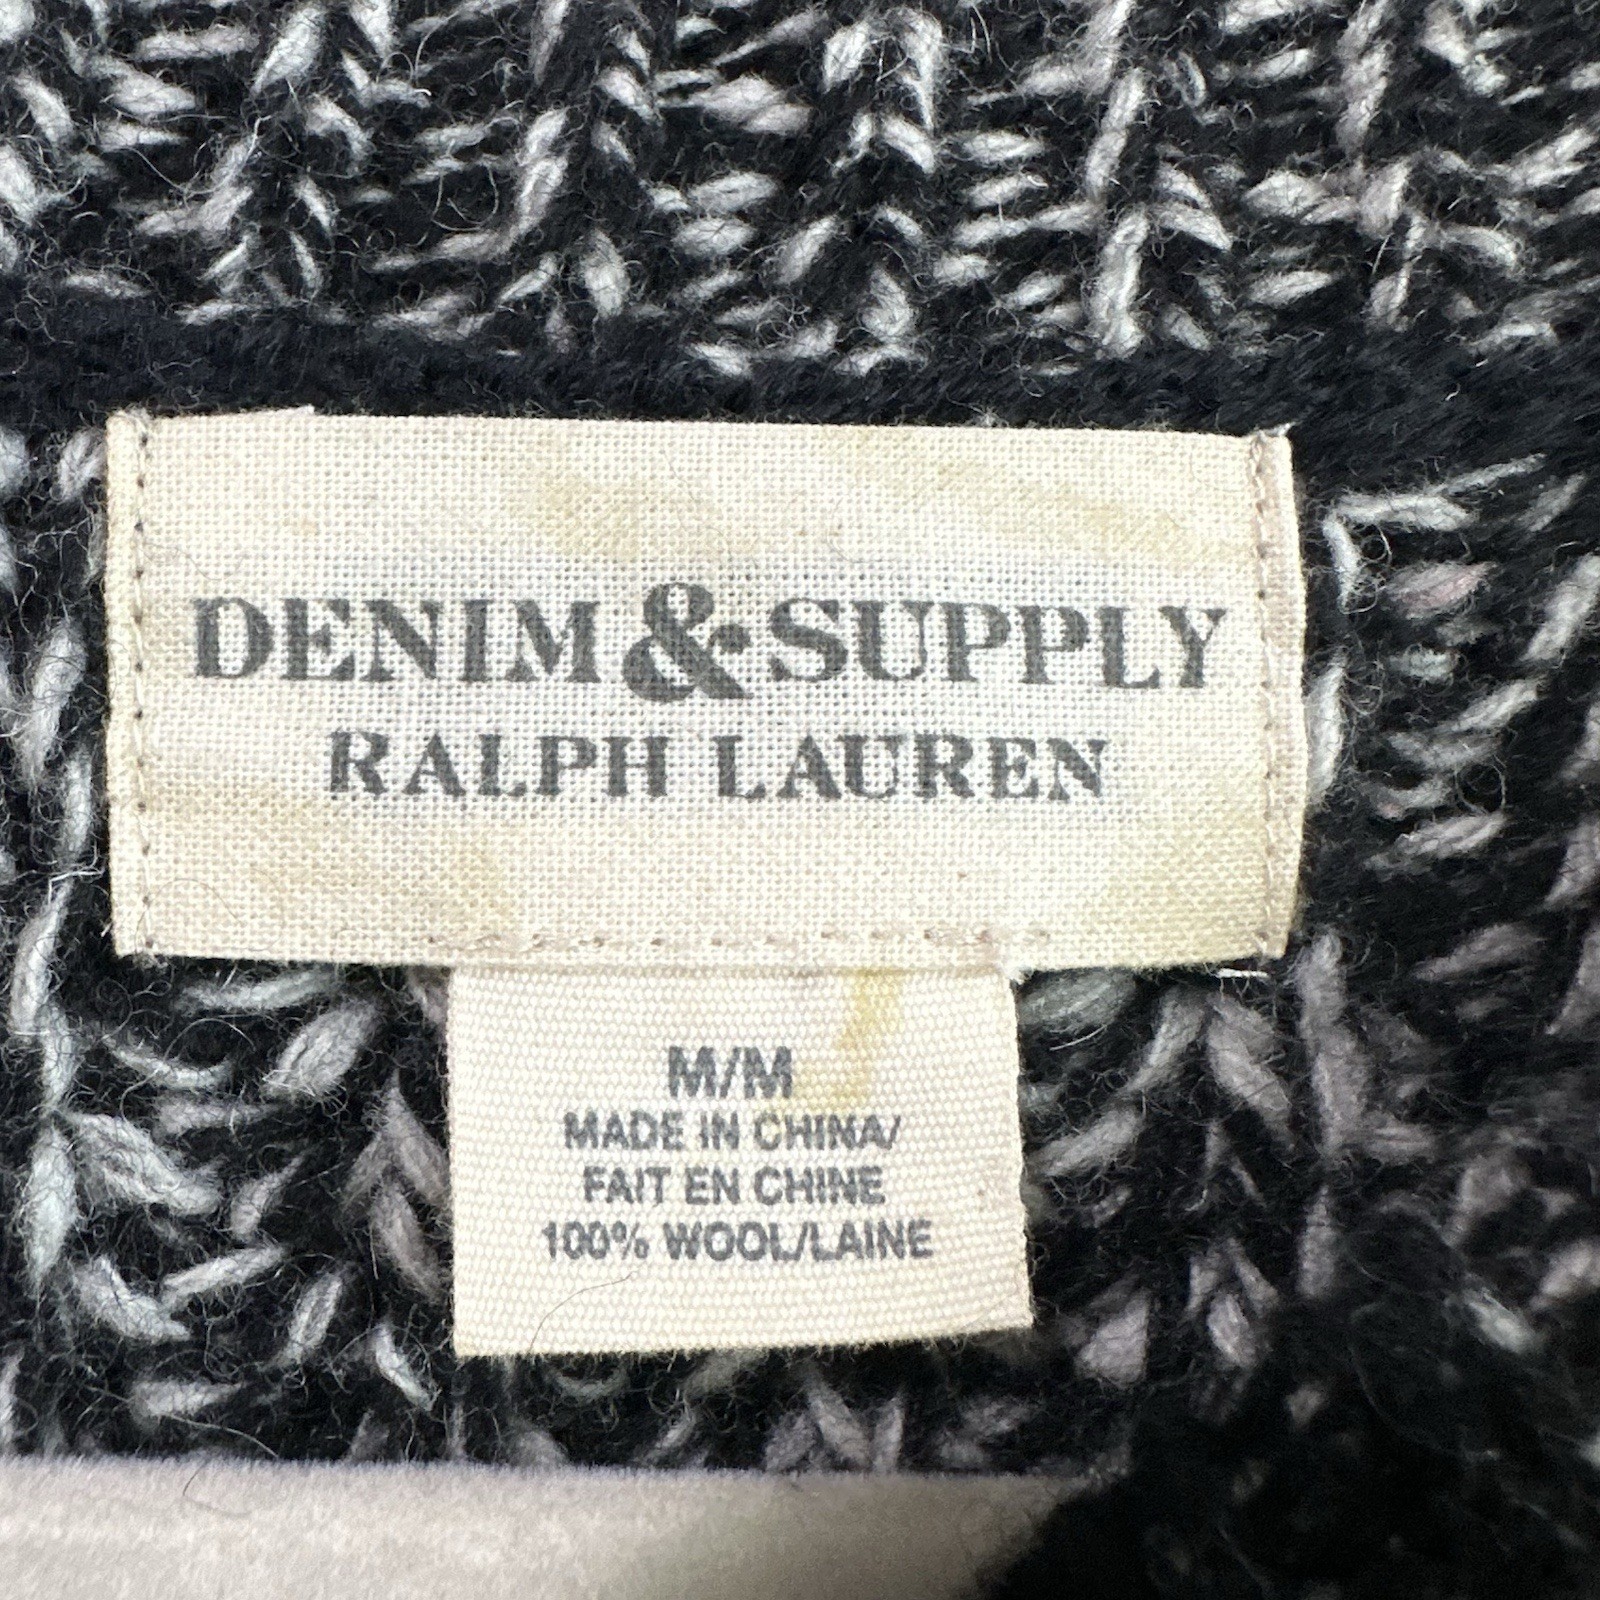 DENIM & SUPPLY
RALPH LAUREN
M/M
MADE IN CHINA/
FAIT EN CHINE
100% WOOL/LAINE